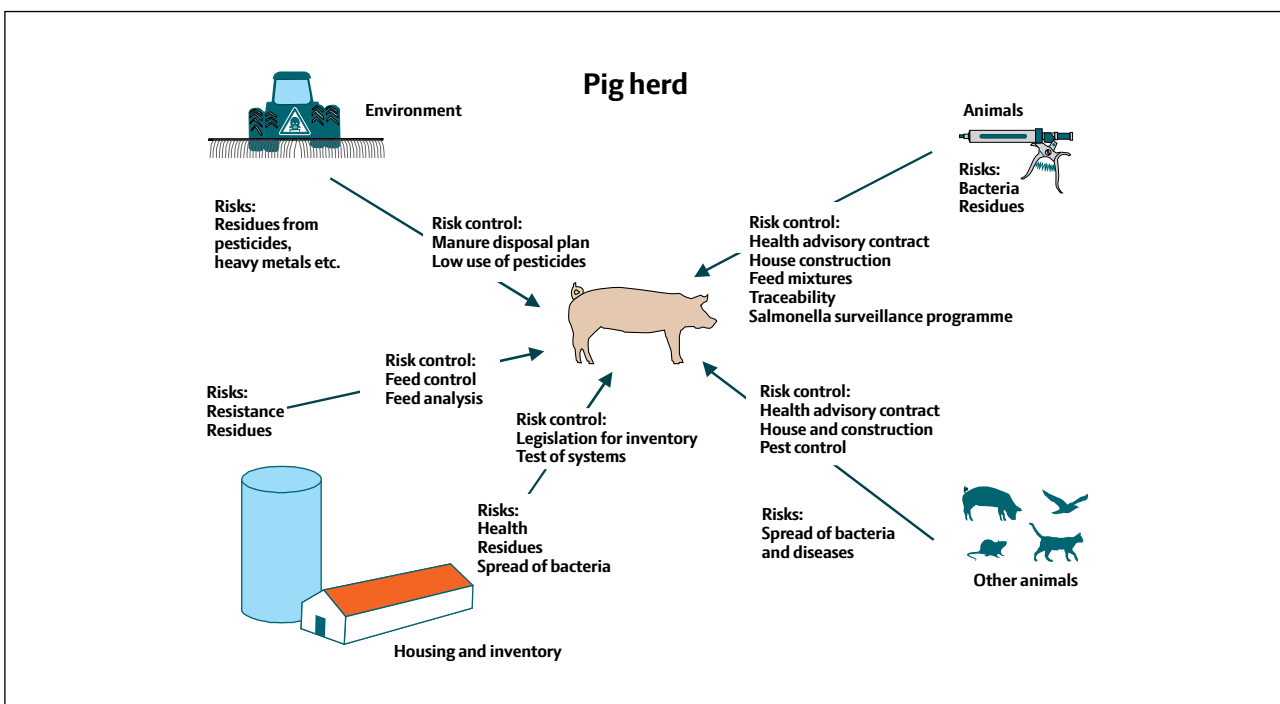 Pig herd
Environment
Risks:
Residues from
pesticides,
heavy metals etc.
Risk control:
Manure disposal plan
Low use of pesticides
Animals
Risks:
Bacteria
Residues
Risk control:
Health advisory contract
House construction
Feed mixtures
Traceability
Salmonella surveillance programme
Risks:
Resistance
Residues
Risk control:
Feed control
Feed analysis
Risk control:
Legislation for inventory
Test of systems
Risks:
Health
Residues
Spread of bacteria
Housing and inventory
Risk control:
Health advisory contract
House and construction
Pest control
Risks:
Spread of bacteria
and diseases
Other animals